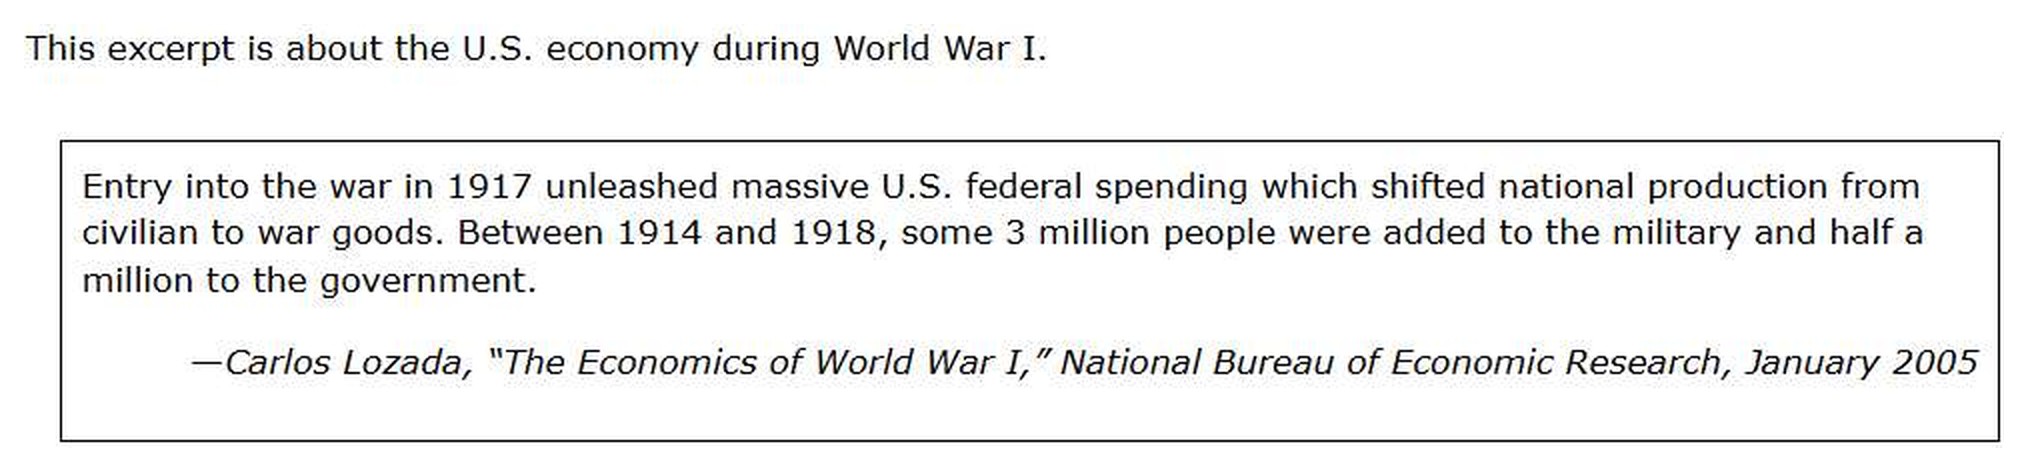 This excerpt is about the U.S. economy during World War I.
Entry into the war in 1917 unleashed massive U.S. federal spending which shifted national production from
civilian to war goods. Between 1914 and 1918, some 3 million people were added to the military and half a
million to the government.
—Carlos Lozada, “The Economics of World War I,” National Bureau of Economic Research, January 2005